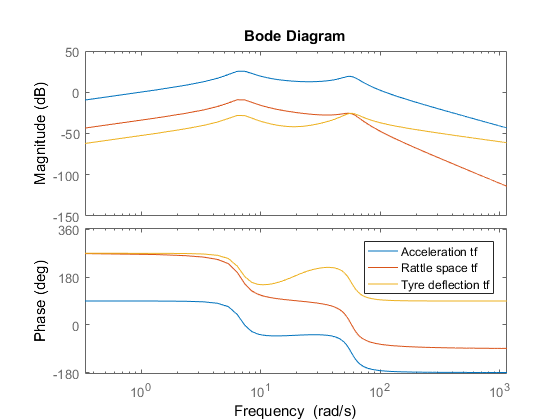 Bode Diagram
50
0
-50
-100
-150
Magnitude (dB)
360
180
0
-180
Phase (deg)
Acceleration tf
Rattle space tf
Tyre deflection tf
10^0
10^1
10^2
10^3
Frequency (rad/s)